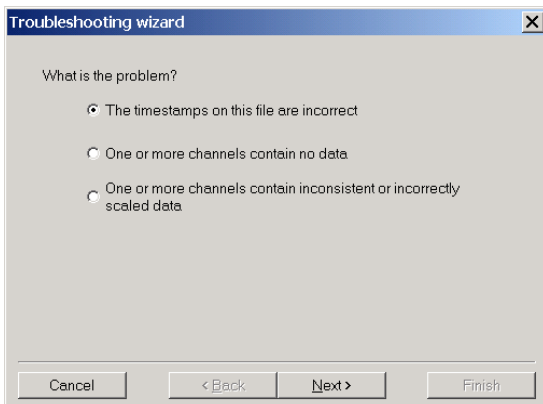 Troubleshooting wizard
What is the problem?
The timestamps on this file are incorrect
One or more channels contain no data
One or more channels contain inconsistent or incorrectly
scaled data
Cancel
< Back
Next >
Finish